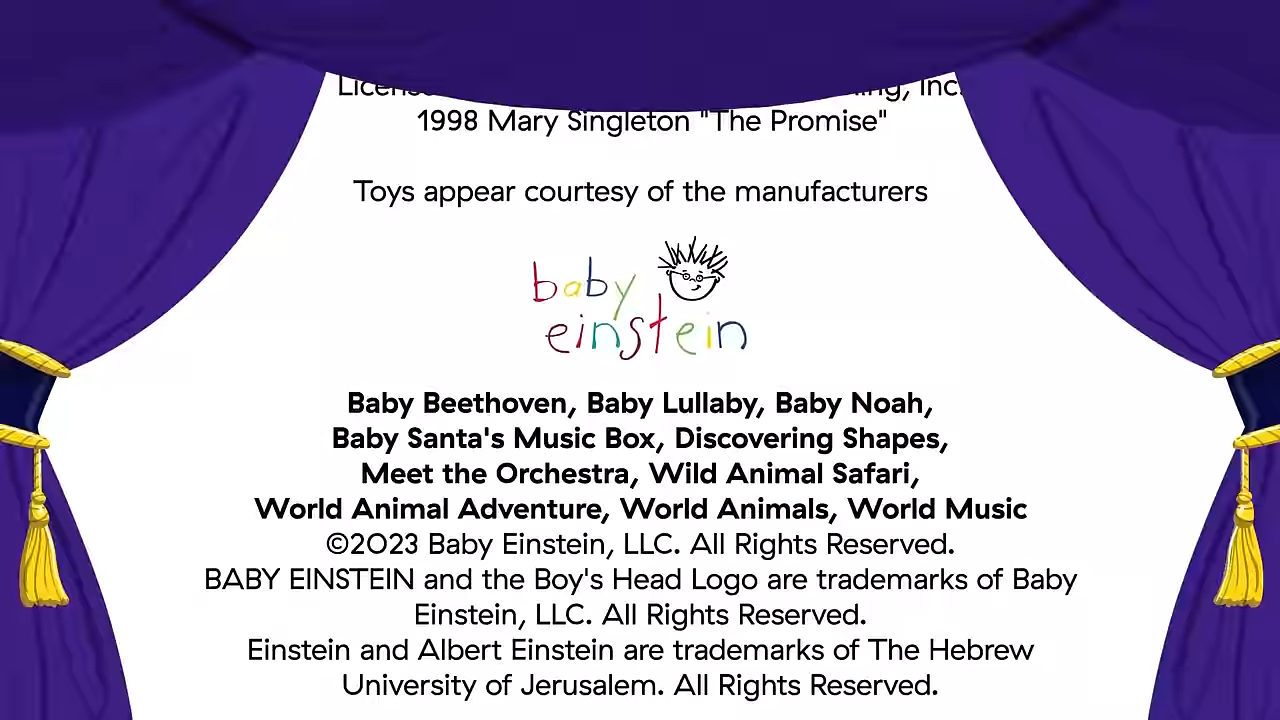 ng, Inc.
1998 Mary Singleton "The Promise"
Toys appear courtesy of the manufacturers
baby
einstein
Baby Beethoven, Baby Lullaby, Baby Noah,
Baby Santa's Music Box, Discovering Shapes,
Meet the Orchestra, Wild Animal Safari,
World Animal Adventure, World Animals, World Music
©2023 Baby Einstein, LLC. All Rights Reserved.
BABY EINSTEIN and the Boy's Head Logo are trademarks of Baby
Einstein, LLC. All Rights Reserved.
Einstein and Albert Einstein are trademarks of The Hebrew
University of Jerusalem. All Rights Reserved.